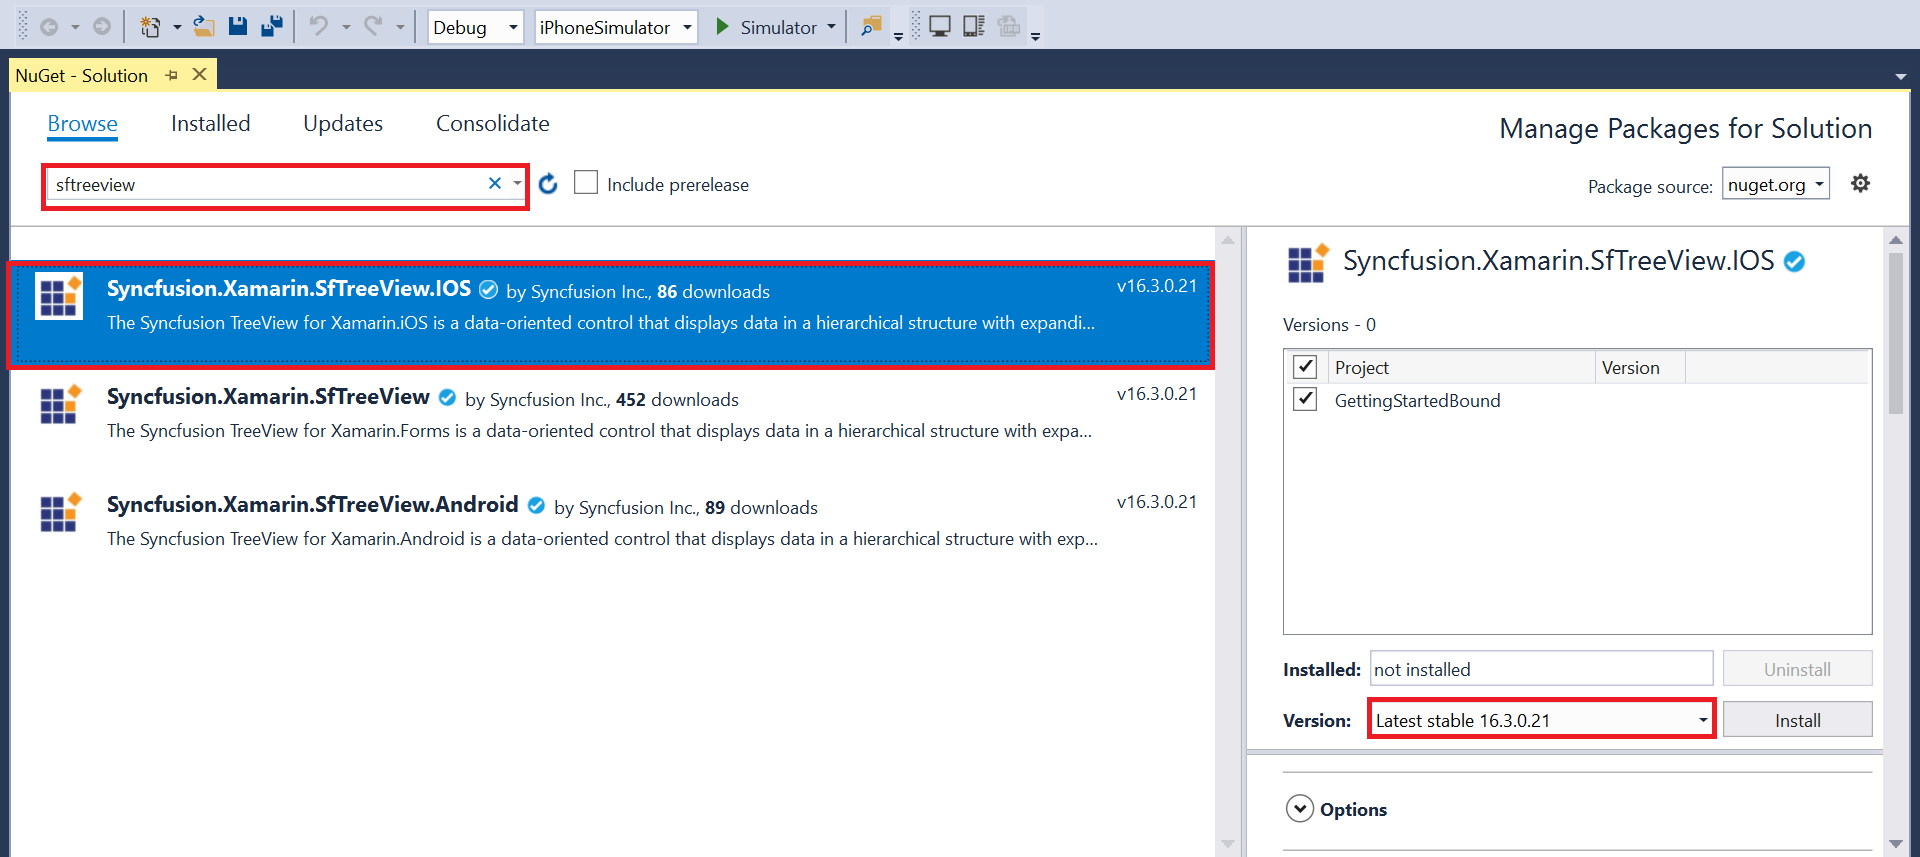 Debug iPhoneSimulator Simulator
NuGet - Solution
Browse Installed Updates Consolidate
Manage Packages for Solution
sftreeview
Include prerelease
Package source: nuget.org
Syncfusion.Xamarin.SfTreeView.IOS by Syncfusion Inc., 86 downloads v16.3.0.21
The Syncfusion TreeView for Xamarin.iOS is a data-oriented control that displays data in a hierarchical structure with expandi...
Syncfusion.Xamarin.SfTreeView by Syncfusion Inc., 452 downloads v16.3.0.21
The Syncfusion TreeView for Xamarin.Forms is a data-oriented control that displays data in a hierarchical structure with expa...
Syncfusion.Xamarin.SfTreeView.Android by Syncfusion Inc., 89 downloads v16.3.0.21
The Syncfusion TreeView for Xamarin.Android is a data-oriented control that displays data in a hierarchical structure with exp...
Syncfusion.Xamarin.SfTreeView.IOS
Versions - 0
Project Version
GettingStartedBound
Installed: not installed Uninstall
Version: Latest stable 16.3.0.21 Install
Options